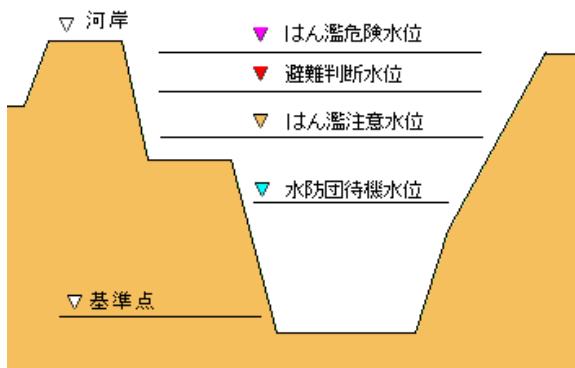 河岸
はん濫危険水位
避難判断水位
はん濫注意水位
水防団待機水位
基準点